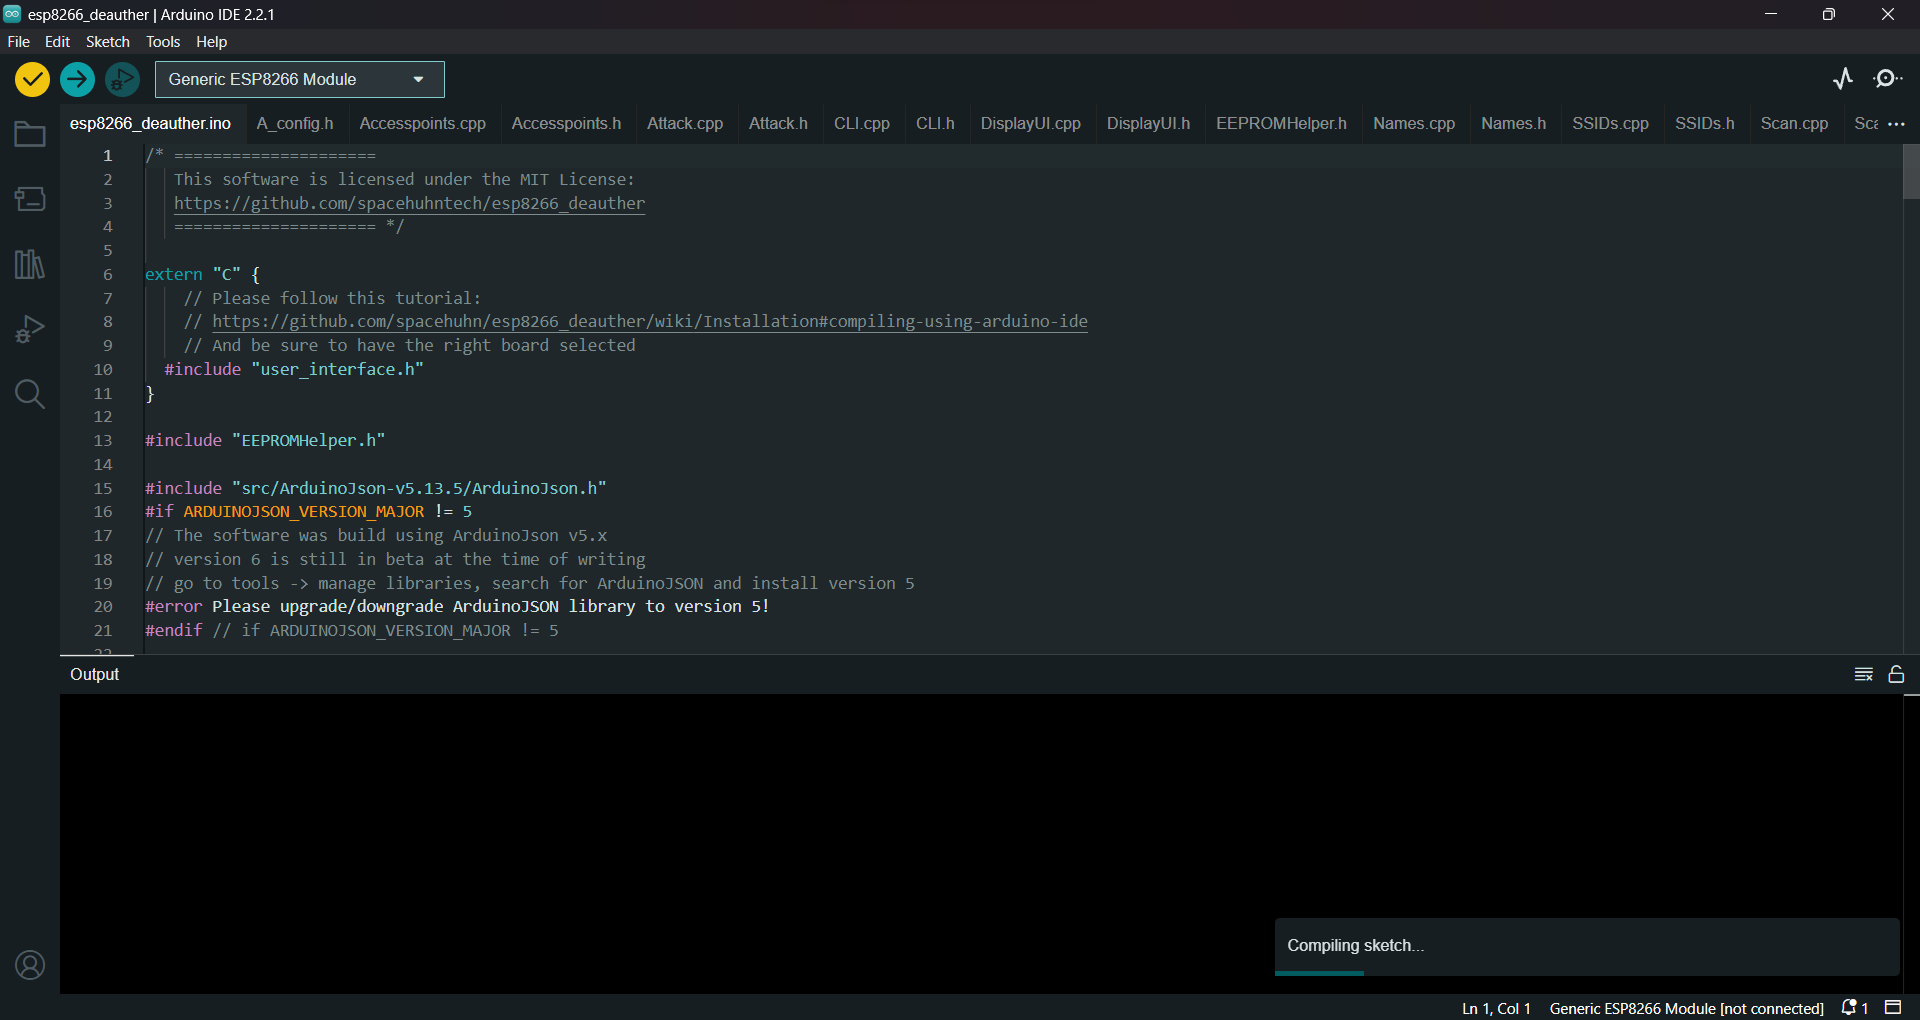 esp8266_deauther | Arduino IDE 2.2.1
File Edit Sketch Tools Help
Generic ESP8266 Module
esp8266_deauther.ino A_config.h Accesspoints.cpp Accesspoints.h Attack.cpp Attack.h CLI.cpp CLI.h DisplayUI.cpp DisplayUI.h EEPROMHelper.h Names.cpp Names.h SSIDs.cpp SSIDs.h Scan.cpp
1 /* =====================
2 This software is licensed under the MIT License:
3 https://github.com/spacehuhntech/esp8266_deauther
4 ===================== */
5
6 extern "C" {
7 // Please follow this tutorial:
8 // https://github.com/spacehuhn/esp8266_deauther/wiki/Installation#compiling-using-arduino-ide
9 // And be sure to have the right board selected
10 #include "user_interface.h"
11 }
12
13 #include "EEPROMHelper.h"
14
15 #include "src/ArduinoJson-v5.13.5/ArduinoJson.h"
16 #if ARDUINOJSON_VERSION_MAJOR != 5
17 // The software was build using ArduinoJson v5.x
18 // version 6 is still in beta at the time of writing
19 // go to tools -> manage libraries, search for ArduinoJSON and install version 5
20 #error Please upgrade/downgrade ArduinoJSON library to version 5!
21 #endif // if ARDUINOJSON_VERSION_MAJOR != 5
Output
Compiling sketch...
Ln 1, Col 1 Generic ESP8266 Module [not connected] 1